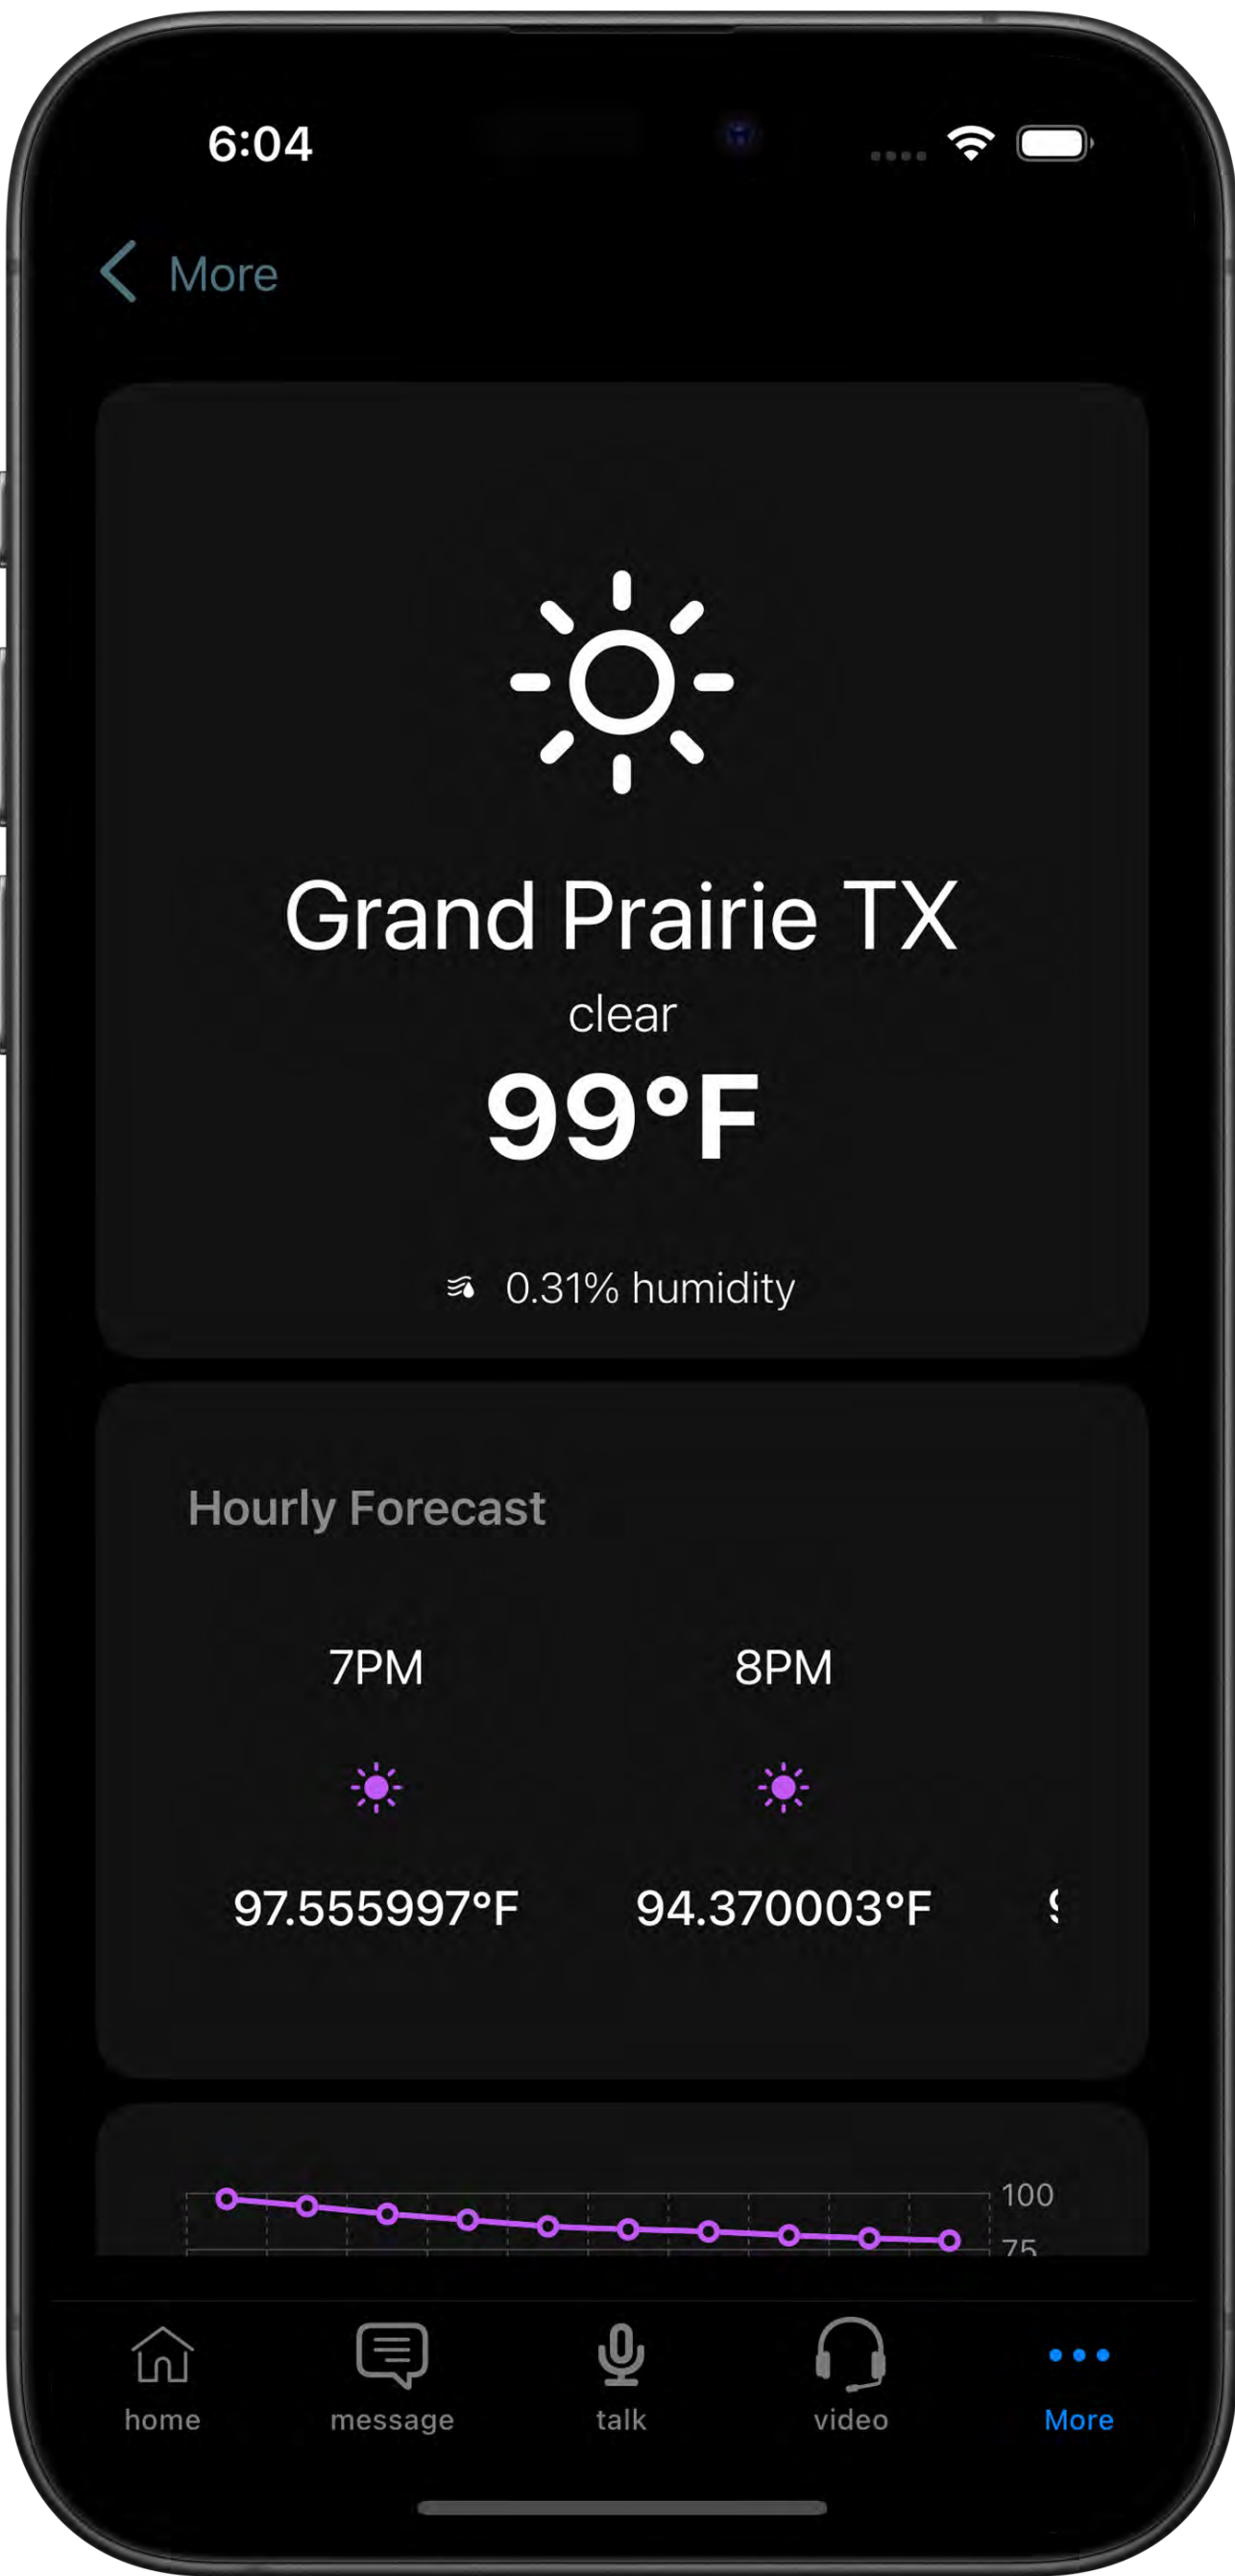 6:04
More
Grand Prairie TX
clear
99°F
0.31% humidity
Hourly Forecast
7PM 8PM
97.555997°F 94.370003°F
100
75
home message talk video More